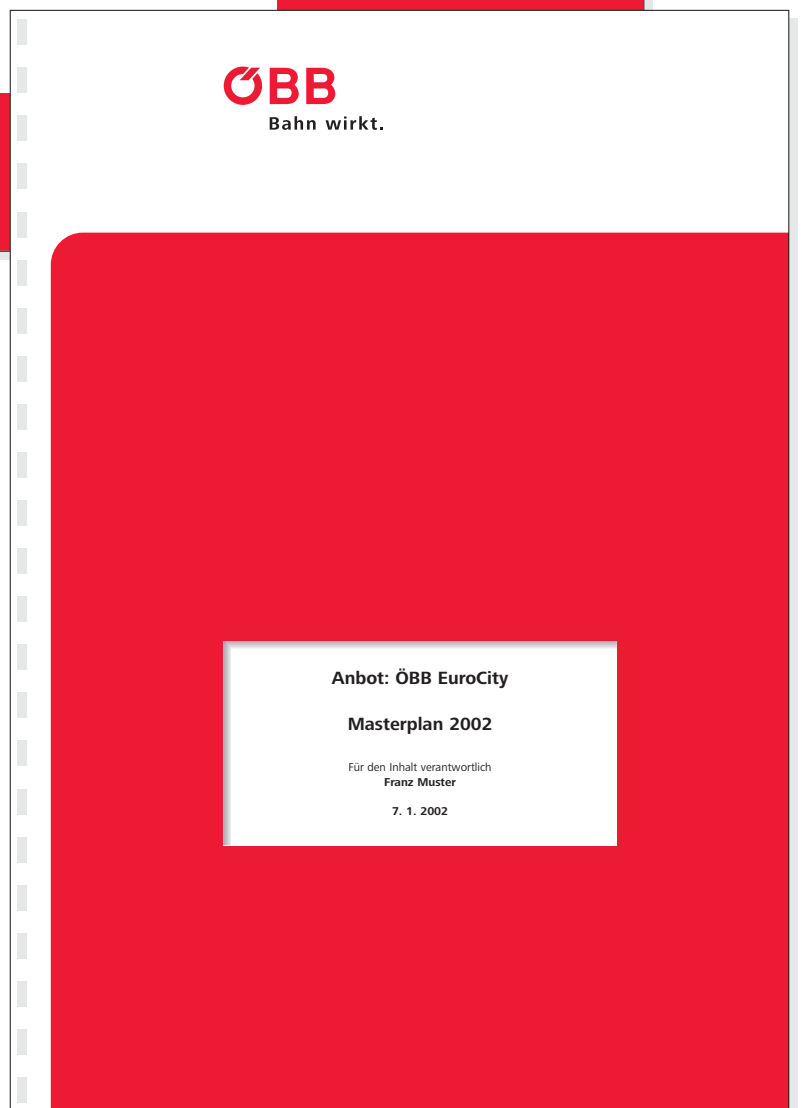 ÖBB
Bahn wirkt.
Anbot: ÖBB EuroCity
Masterplan 2002
Für den Inhalt verantwortlich
Franz Muster
7. 1. 2002